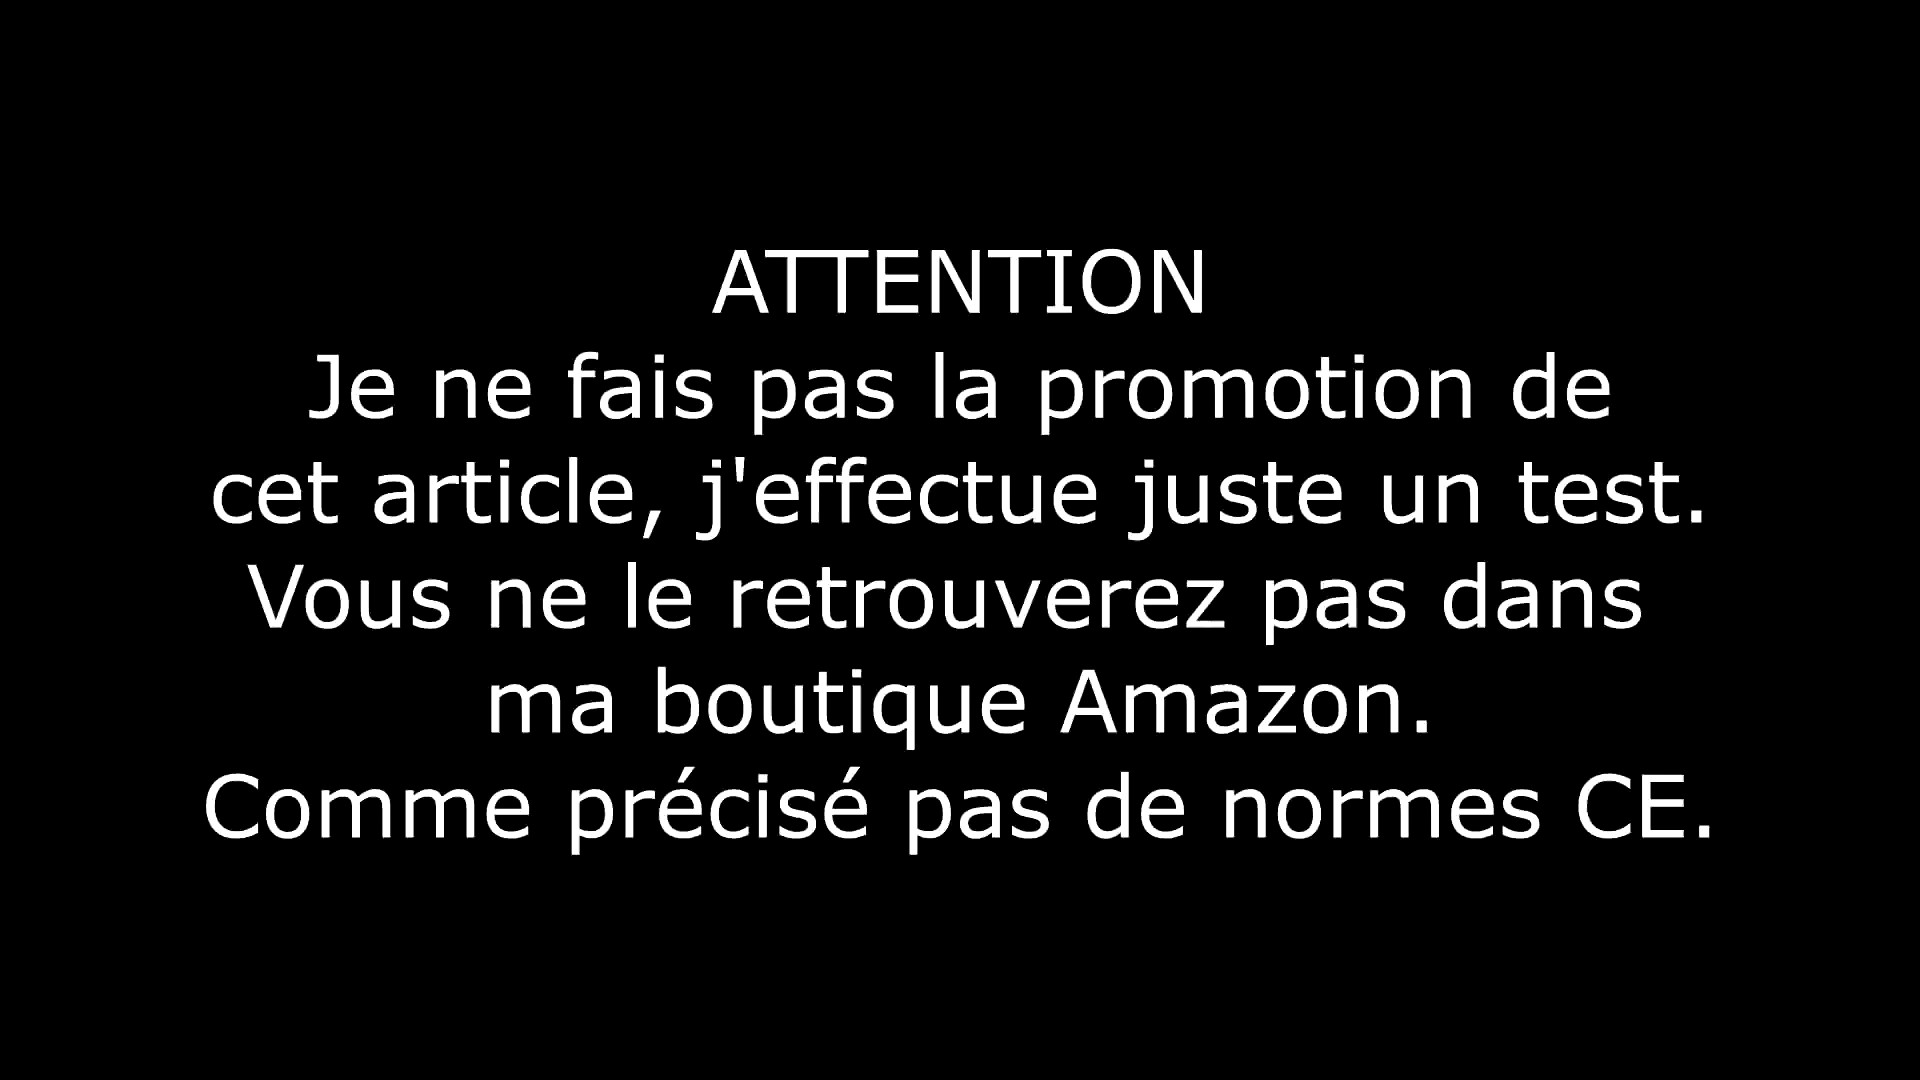 ATTENTION
Je ne fais pas la promotion de
cet article, j'effectue juste un test.
Vous ne le retrouverez pas dans
ma boutique Amazon.
Comme précisé pas de normes CE.